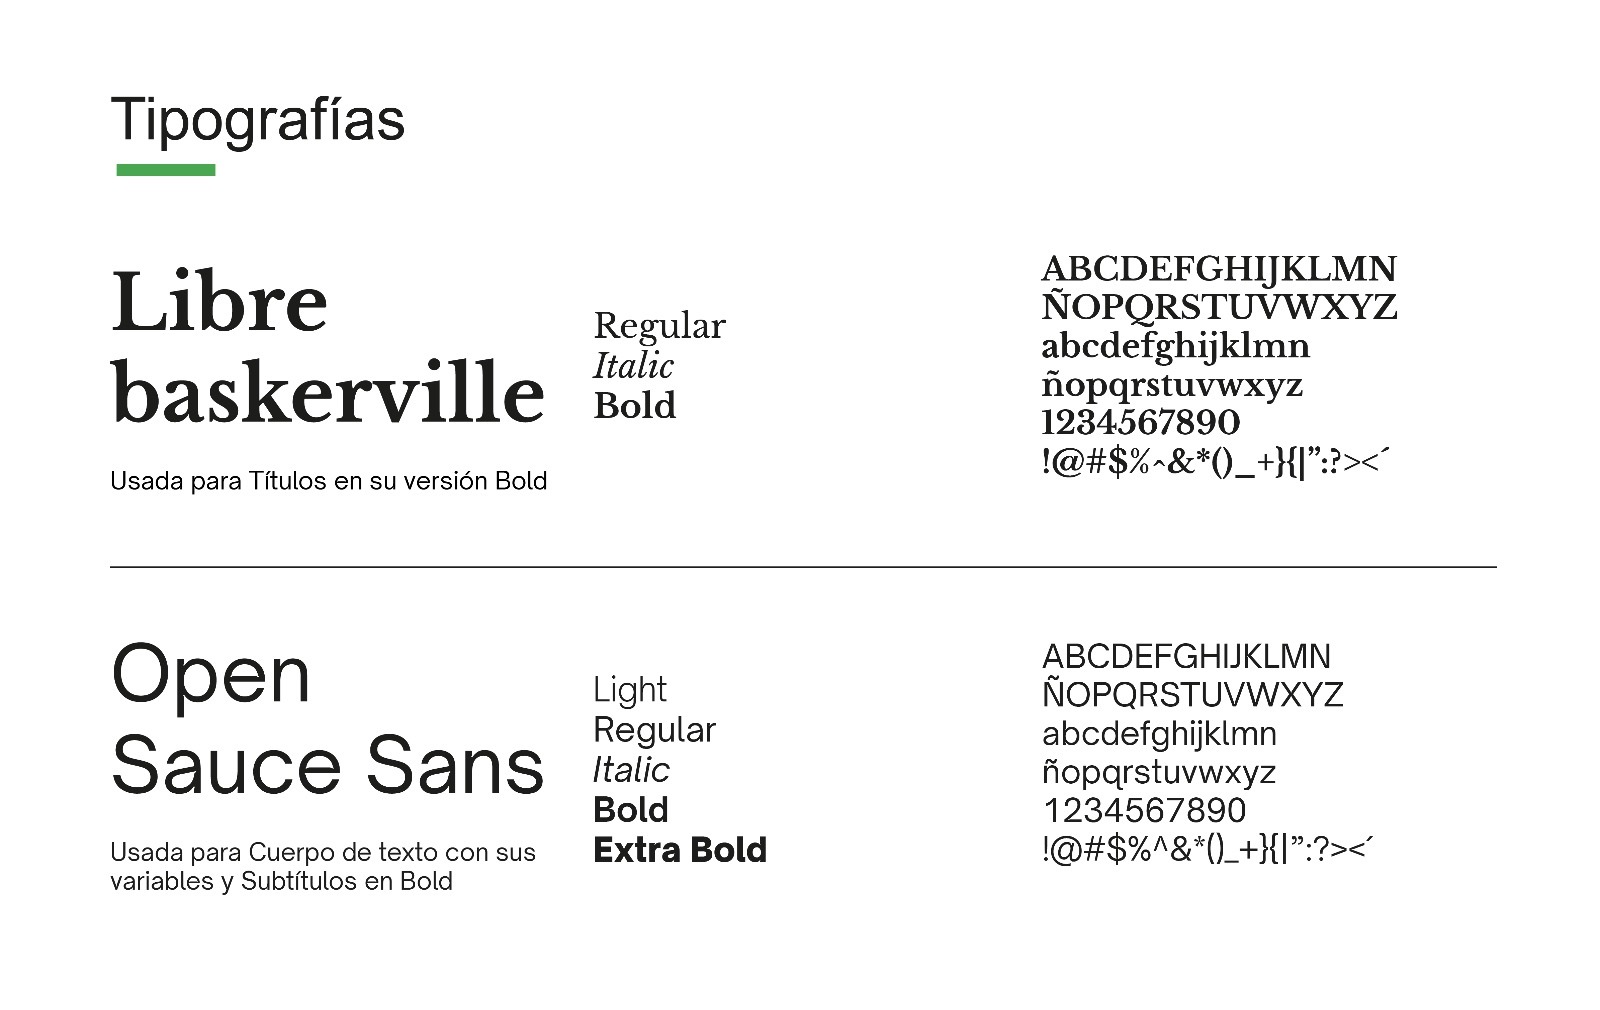 Tipografías
Libre
baskerville
Usada para Títulos en su versión Bold
Regular
Italic
Bold
ABCDEFGHIJKLMN
ÑOPQRSTUVWXYZ
abcdefghijklmn
ñopqrstuvwxyz
1234567890
!@#$%^&*()_+}{|”:?><´
Open
Sauce Sans
Usada para Cuerpo de texto con sus
variables y Subtítulos en Bold
Light
Regular
Italic
Bold
Extra Bold
ABCDEFGHIJKLMN
ÑOPQRSTUVWXYZ
abcdefghijklmn
ñopqrstuvwxyz
1234567890
!@#$%^&*()_+}{|”:?><´